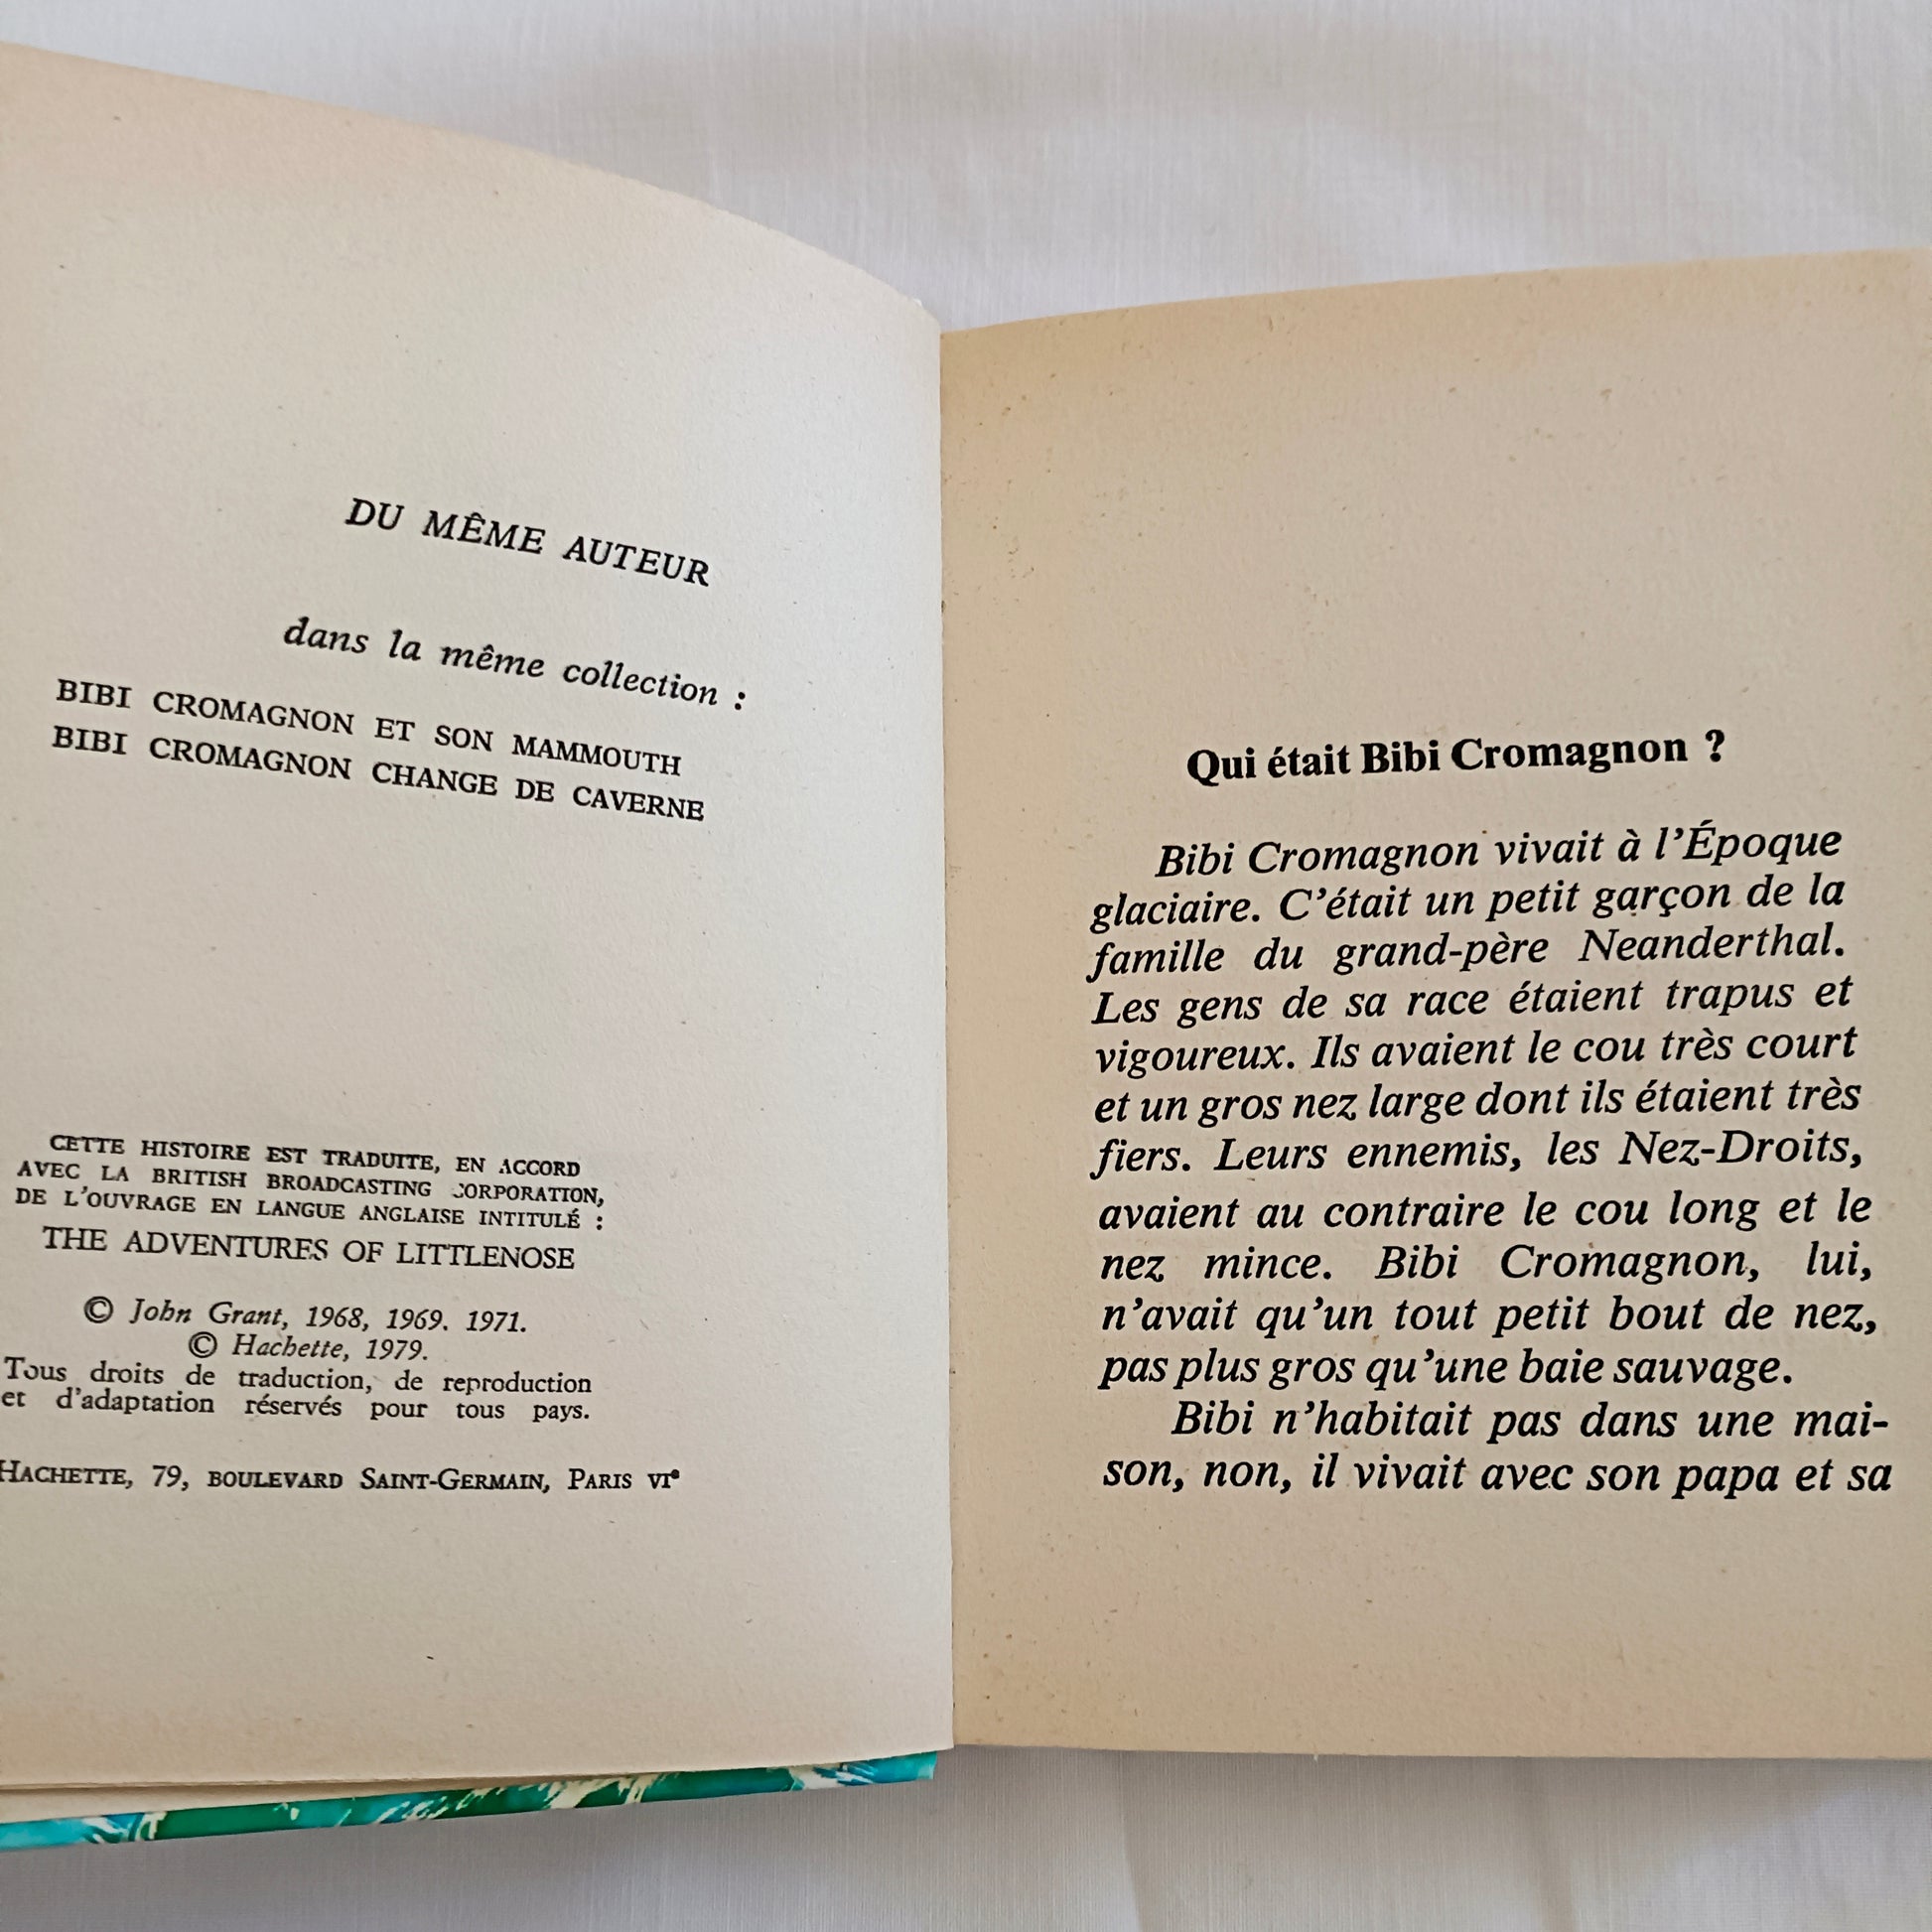 DU MÊME AUTEUR
dans la même collection :
BIBI CROMAGNON ET SON MAMMOUTH
BIBI CROMAGNON CHANGE DE CAVERNE
CETTE HISTOIRE EST TRADUITE, EN ACCORD
AVEC LA BRITISH BROADCASTING CORPORATION,
DE L'OUVRAGE EN LANGUE ANGLAISE INTITULÉ :
THE ADVENTURES OF LITTLENOSE
© John Grant, 1968, 1969. 1971.
© Hachette, 1979.
Tous droits de traduction, de reproduction
et d'adaptation réservés pour tous pays.
HACHETTE, 79, BOULEVARD SAINT-GERMAIN, PARIS VIe
Qui était Bibi Cromagnon ?
Bibi Cromagnon vivait à l'Époque
glaciaire. C'était un petit garçon de la
famille du grand-père Neanderthal.
Les gens de sa race étaient trapus et
vigoureux. Ils avaient le cou très court
et un gros nez large dont ils étaient très
fiers. Leurs ennemis, les Nez-Droits,
avaient au contraire le cou long et le
nez mince. Bibi Cromagnon, lui,
n'avait qu'un tout petit bout de nez,
pas plus gros qu'une baie sauvage.
Bibi n'habitait pas dans une mai-
son, non, il vivait avec son papa et sa